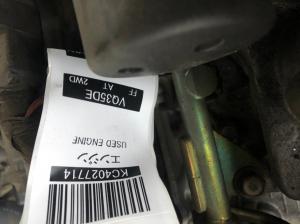 KC4027714
エンジン
USED ENGINE
VQ35DE
FF AT 2WD